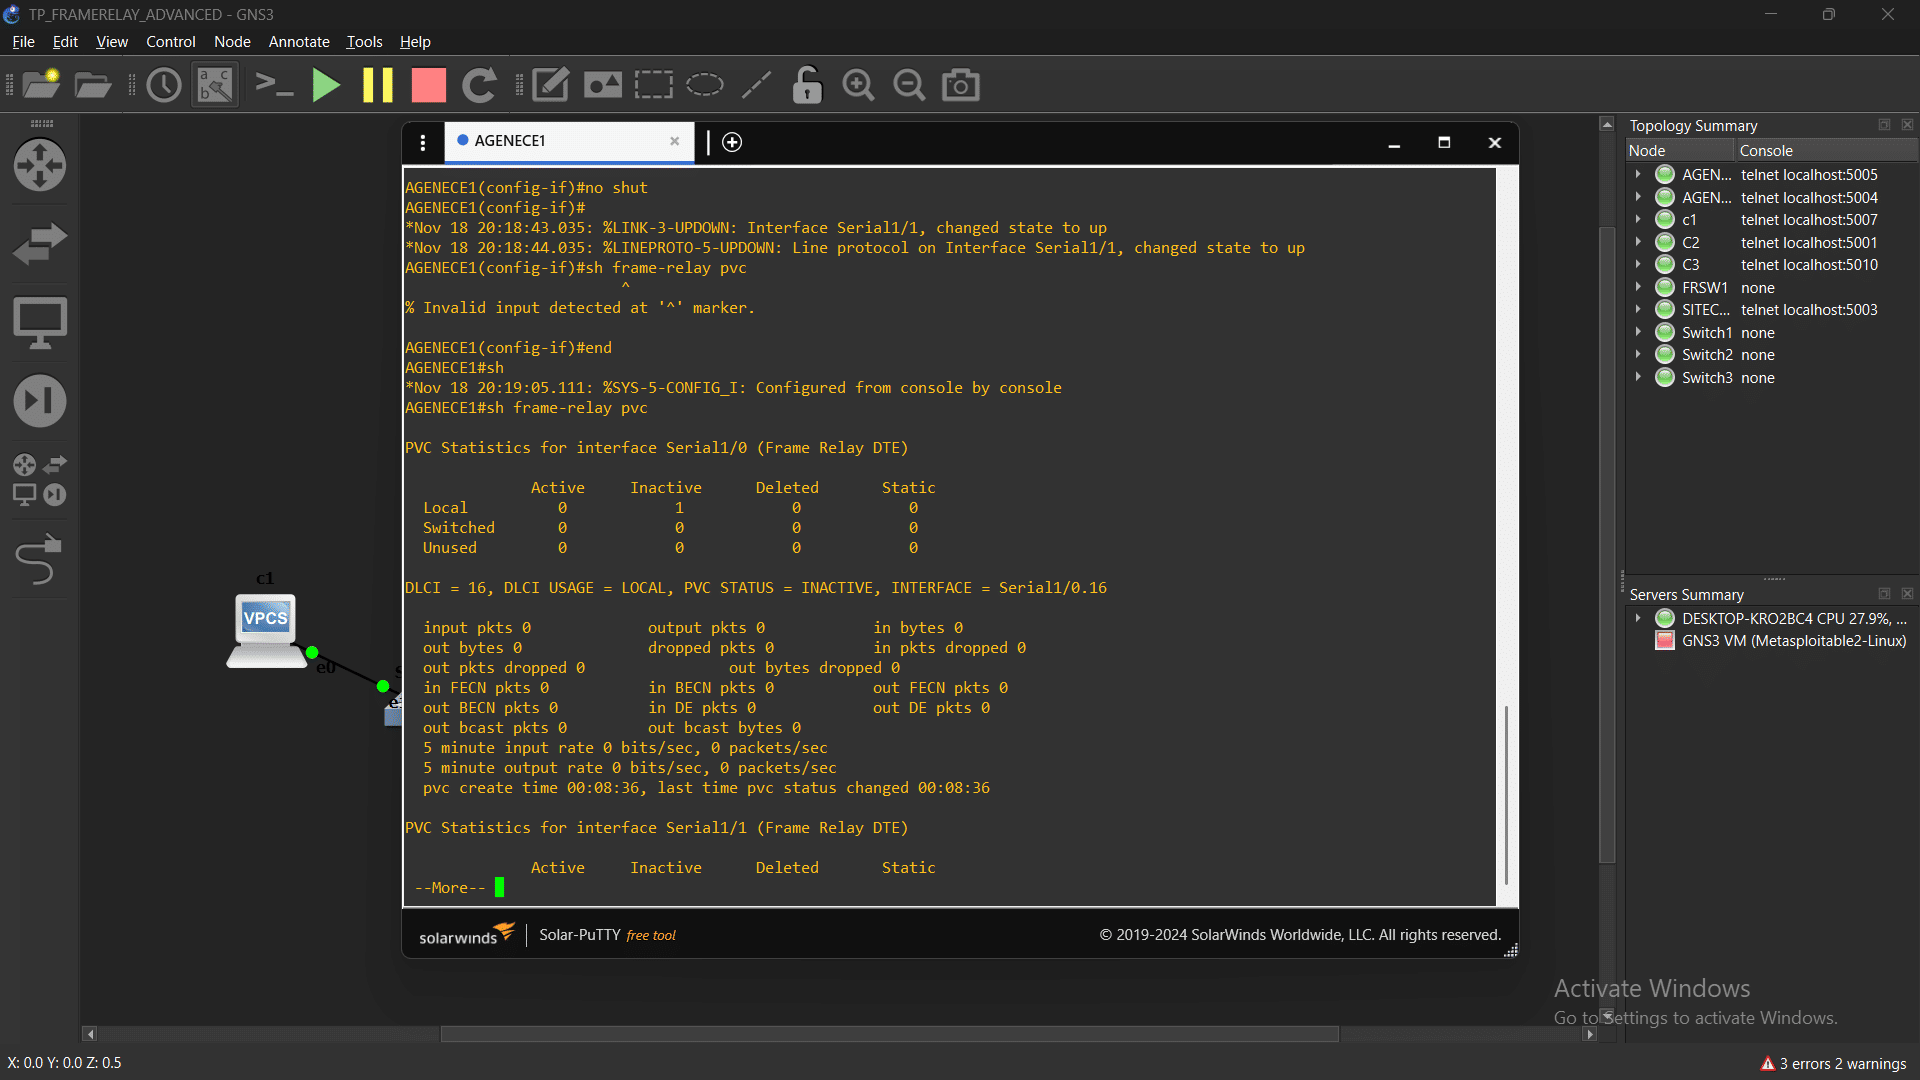 TP_FRAMERELAY_ADVANCED - GNS3
File Edit View Control Node Annotate Tools Help
AGENECE1
AGENECE1(config-if)#no shut
AGENECE1(config-if)#
*Nov 18 20:18:43.035: %LINK-3-UPDOWN: Interface Serial1/1, changed state to up
*Nov 18 20:18:44.035: %LINEPROTO-5-UPDOWN: Line protocol on Interface Serial1/1, changed state to up
AGENECE1(config-if)#sh frame-relay pvc
^
% Invalid input detected at '^' marker.
AGENECE1(config-if)#end
AGENECE1#sh
*Nov 18 20:19:05.111: %SYS-5-CONFIG_I: Configured from console by console
AGENECE1#sh frame-relay pvc
PVC Statistics for interface Serial1/0 (Frame Relay DTE)
Active Inactive Deleted Static
Local 0 1 0 0
Switched 0 0 0 0
Unused 0 0 0 0
DLCI = 16, DLCI USAGE = LOCAL, PVC STATUS = INACTIVE, INTERFACE = Serial1/0.16
input pkts 0 output pkts 0 in bytes 0
out bytes 0 dropped pkts 0 in pkts dropped 0
out pkts dropped 0 out bytes dropped 0
in FECN pkts 0 in BECN pkts 0 out FECN pkts 0
out BECN pkts 0 in DE pkts 0 out DE pkts 0
out bcast pkts 0 out bcast bytes 0
5 minute input rate 0 bits/sec, 0 packets/sec
5 minute output rate 0 bits/sec, 0 packets/sec
pvc create time 00:08:36, last time pvc status changed 00:08:36
PVC Statistics for interface Serial1/1 (Frame Relay DTE)
Active Inactive Deleted Static
--More--
solarwinds Solar-PuTTY free tool © 2019-2024 SolarWinds Worldwide, LLC. All rights reserved.
c1
VPCS
e0
Topology Summary
Node Console
AGEN... telnet localhost:5005
AGEN... telnet localhost:5004
c1 telnet localhost:5007
C2 telnet localhost:5001
C3 telnet localhost:5010
FRSW1 none
SITEC... telnet localhost:5003
Switch1 none
Switch2 none
Switch3 none
Servers Summary
DESKTOP-KRO2BC4 CPU 27.9%, ...
GNS3 VM (Metasploitable2-Linux)
Activate Windows
Go to Settings to activate Windows.
X: 0.0 Y: 0.0 Z: 0.5
3 errors 2 warnings